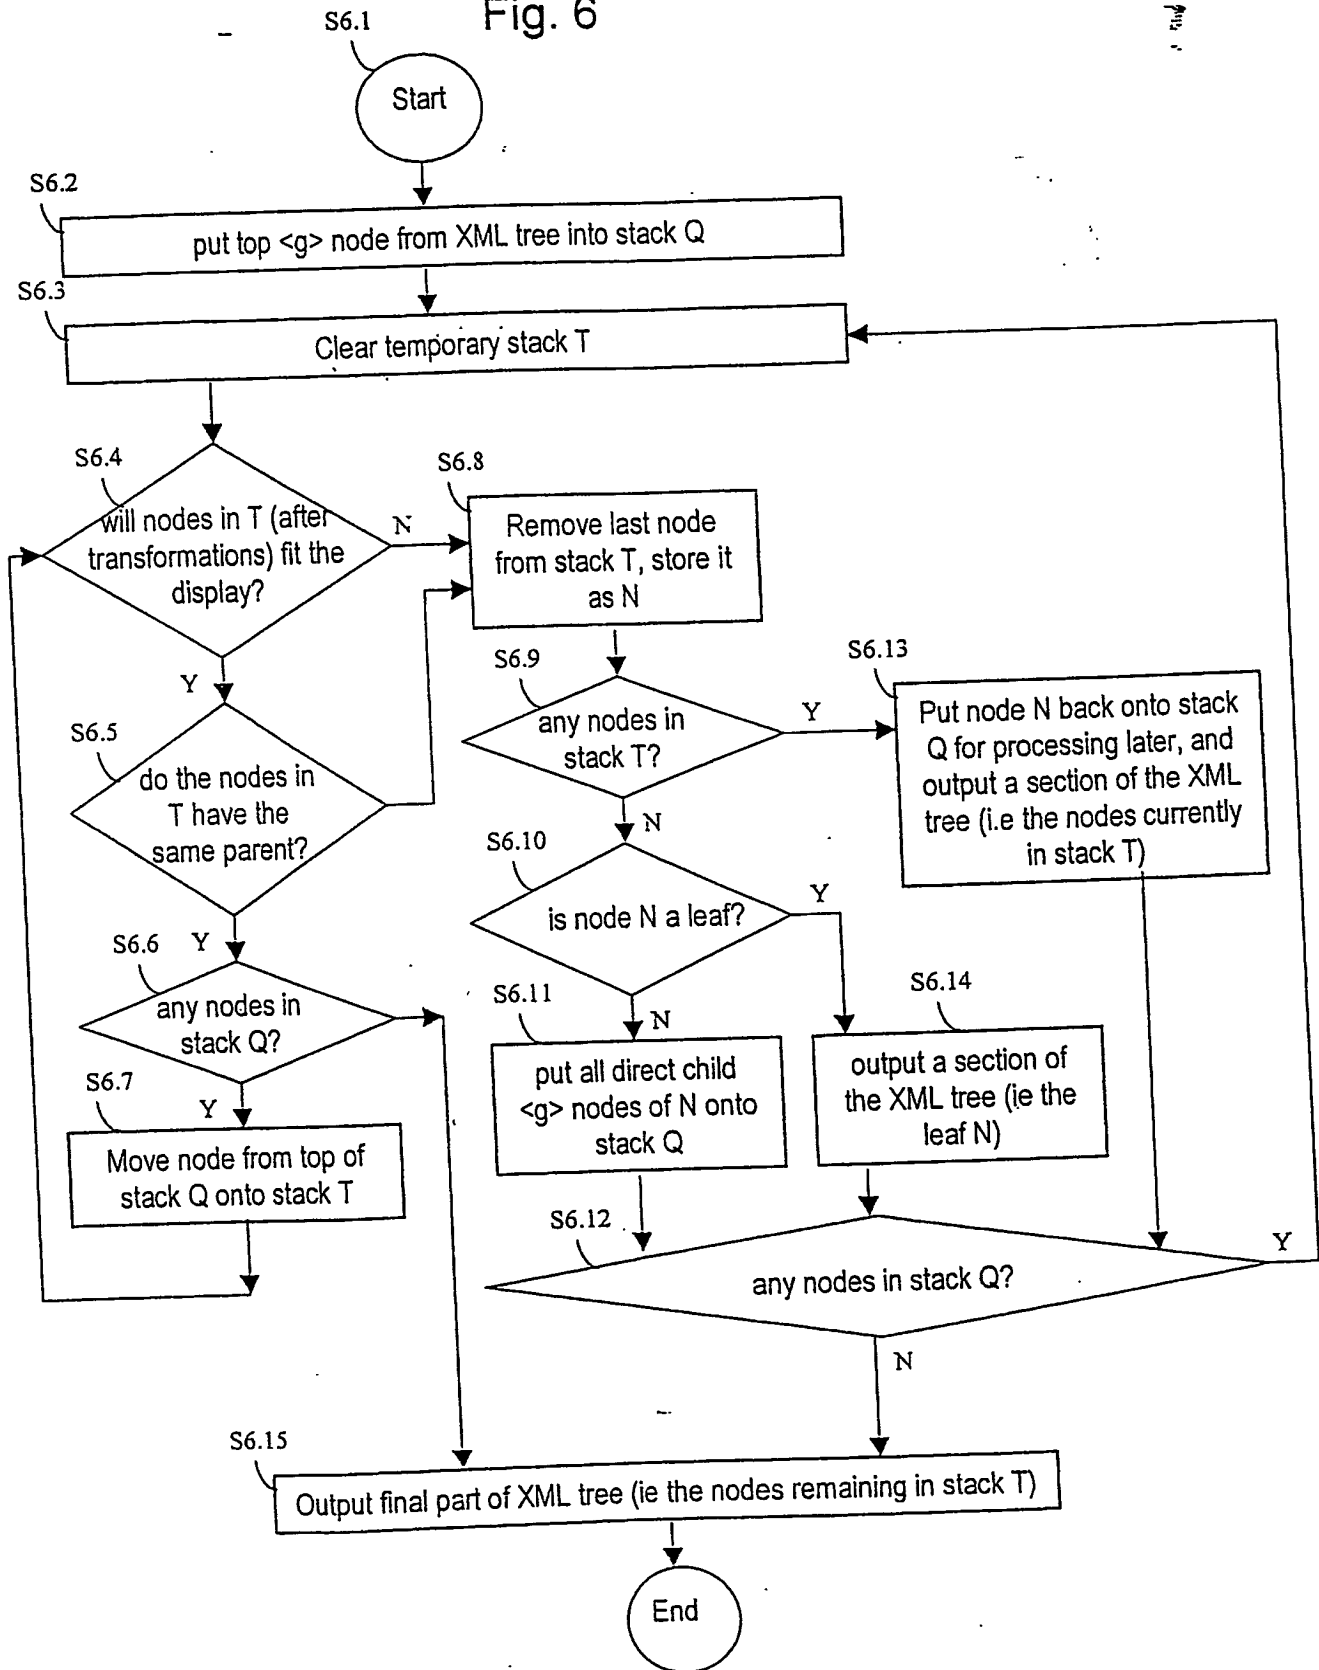 Fig. 6
S6.1
Start
S6.2
put top <g> node from XML tree into stack Q
S6.3
Clear temporary stack T
S6.4
will nodes in T (after
transformations) fit the
display?
N
Y
S6.8
Remove last node
from stack T, store it
as N
S6.5
do the nodes in
T have the
same parent?
Y
S6.9
any nodes in
stack T?
Y
N
S6.13
Put node N back onto stack
Q for processing later, and
output a section of the XML
tree (i.e the nodes currently
in stack T)
S6.10
is node N a leaf?
Y
N
S6.6
any nodes in
stack Q?
Y
S6.11
put all direct child
<g> nodes of N onto
stack Q
S6.14
output a section of
the XML tree (ie the
leaf N)
S6.7
Move node from top of
stack Q onto stack T
S6.12
any nodes in stack Q?
Y
N
S6.15
Output final part of XML tree (ie the nodes remaining in stack T)
End